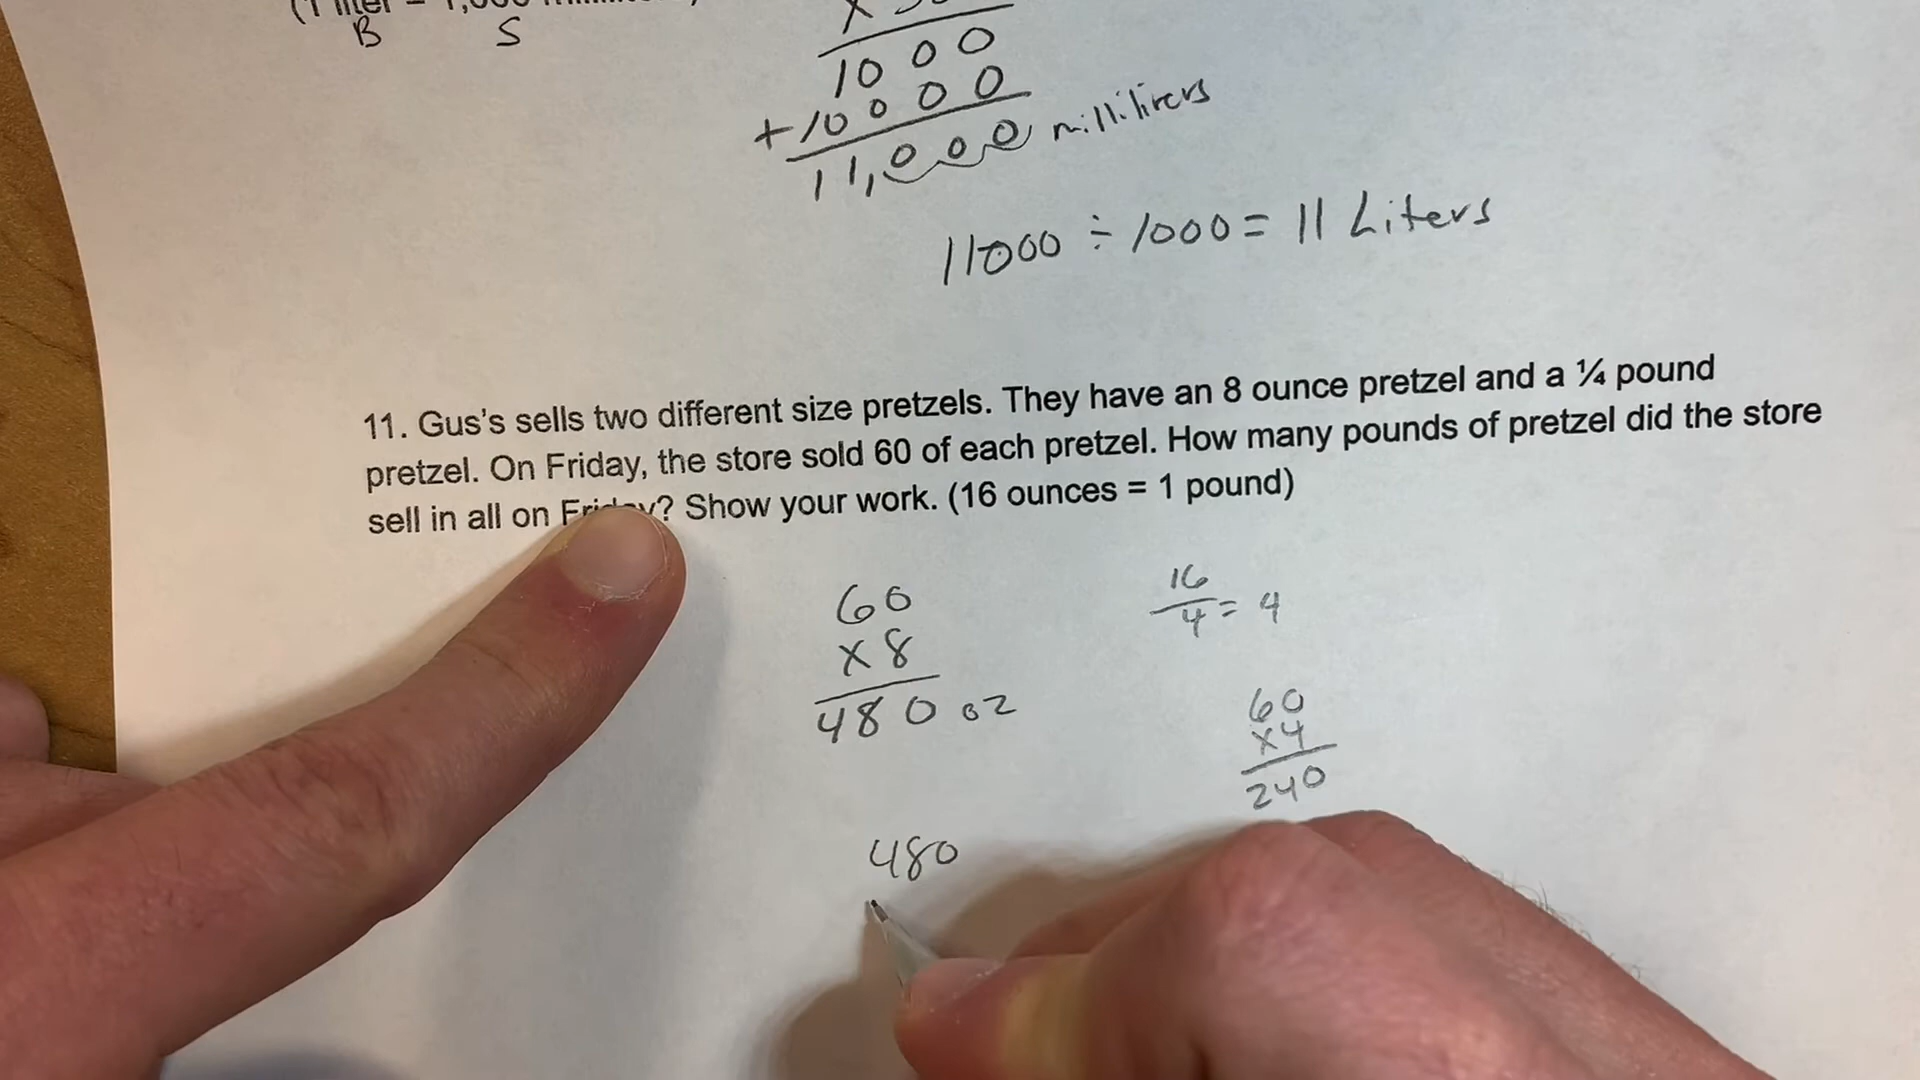 B S
1000
+10000
11,000 millilirers
11000 ÷ 1000 = 11 Liters
11. Gus's sells two different size pretzels. They have an 8 ounce pretzel and a ¼ pound
pretzel. On Friday, the store sold 60 of each pretzel. How many pounds of pretzel did the store
sell in all on Friday? Show your work. (16 ounces = 1 pound)
60
x 8
480 oz
16
/4 = 4
60
x4
240
480